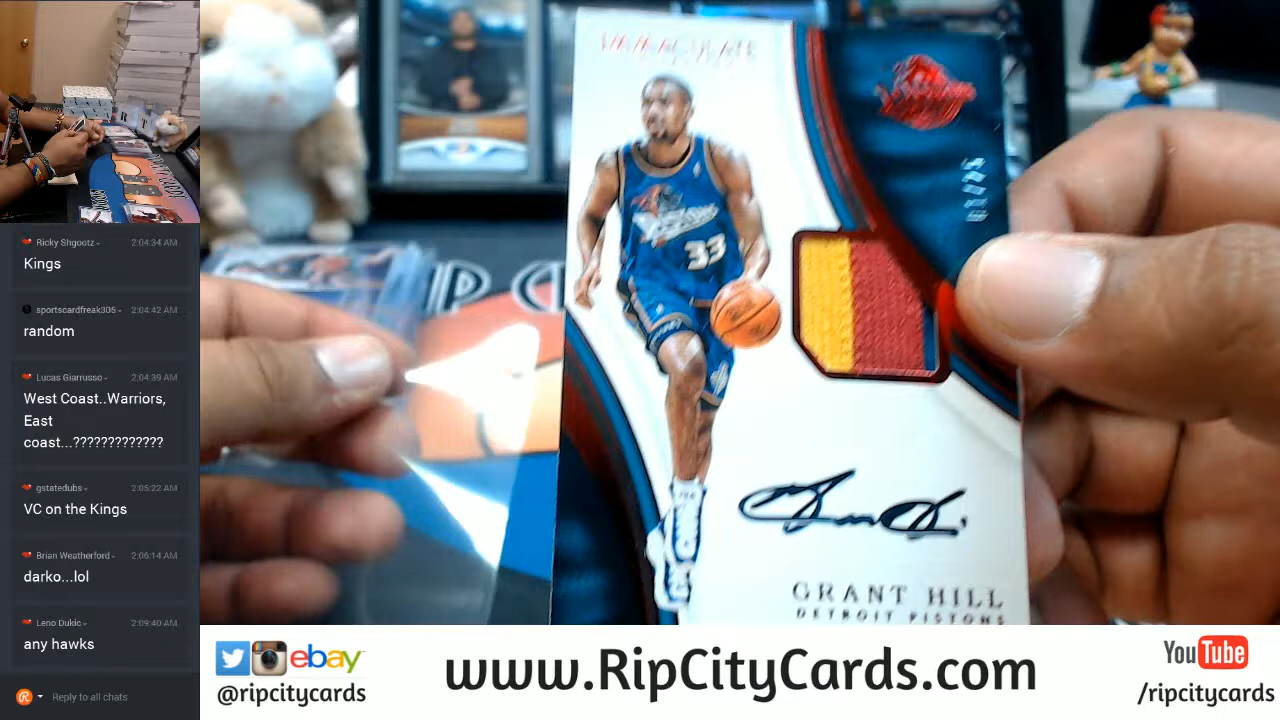 Ricky Shgootz 2:04:34 AM
Kings
sportscardfreak305 2:04:42 AM
random
Lucas Giarrusso 2:04:39 AM
West Coast..Warriors,
East
coast...?????????????
gstatedubs 2:05:22 AM
VC on the Kings
Brian Weatherford 2:06:14 AM
darko...lol
Leno Dukic 2:09:40 AM
any hawks
Reply to all chats
IMMACULATE
33
GRANT HILL
DETROIT PISTONS
ebay
@ripcitycards
www.RipCityCards.com
YouTube
/ripcitycards